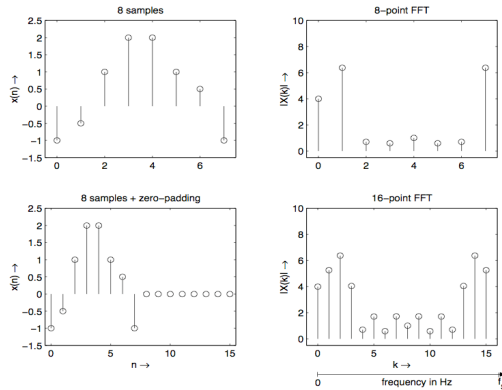 8 samples
2.5
2
1.5
1
0.5
0
−0.5
−1
−1.5
x(n) →
0 2 4 6
8−point FFT
10
8
6
4
2
0
|X(k)| →
0 2 4 6
8 samples + zero−padding
2.5
2
1.5
1
0.5
0
−0.5
−1
−1.5
x(n) →
0 5 10 15
n →
16−point FFT
10
8
6
4
2
0
|X(k)| →
0 5 10 15
k →
0 frequency in Hz